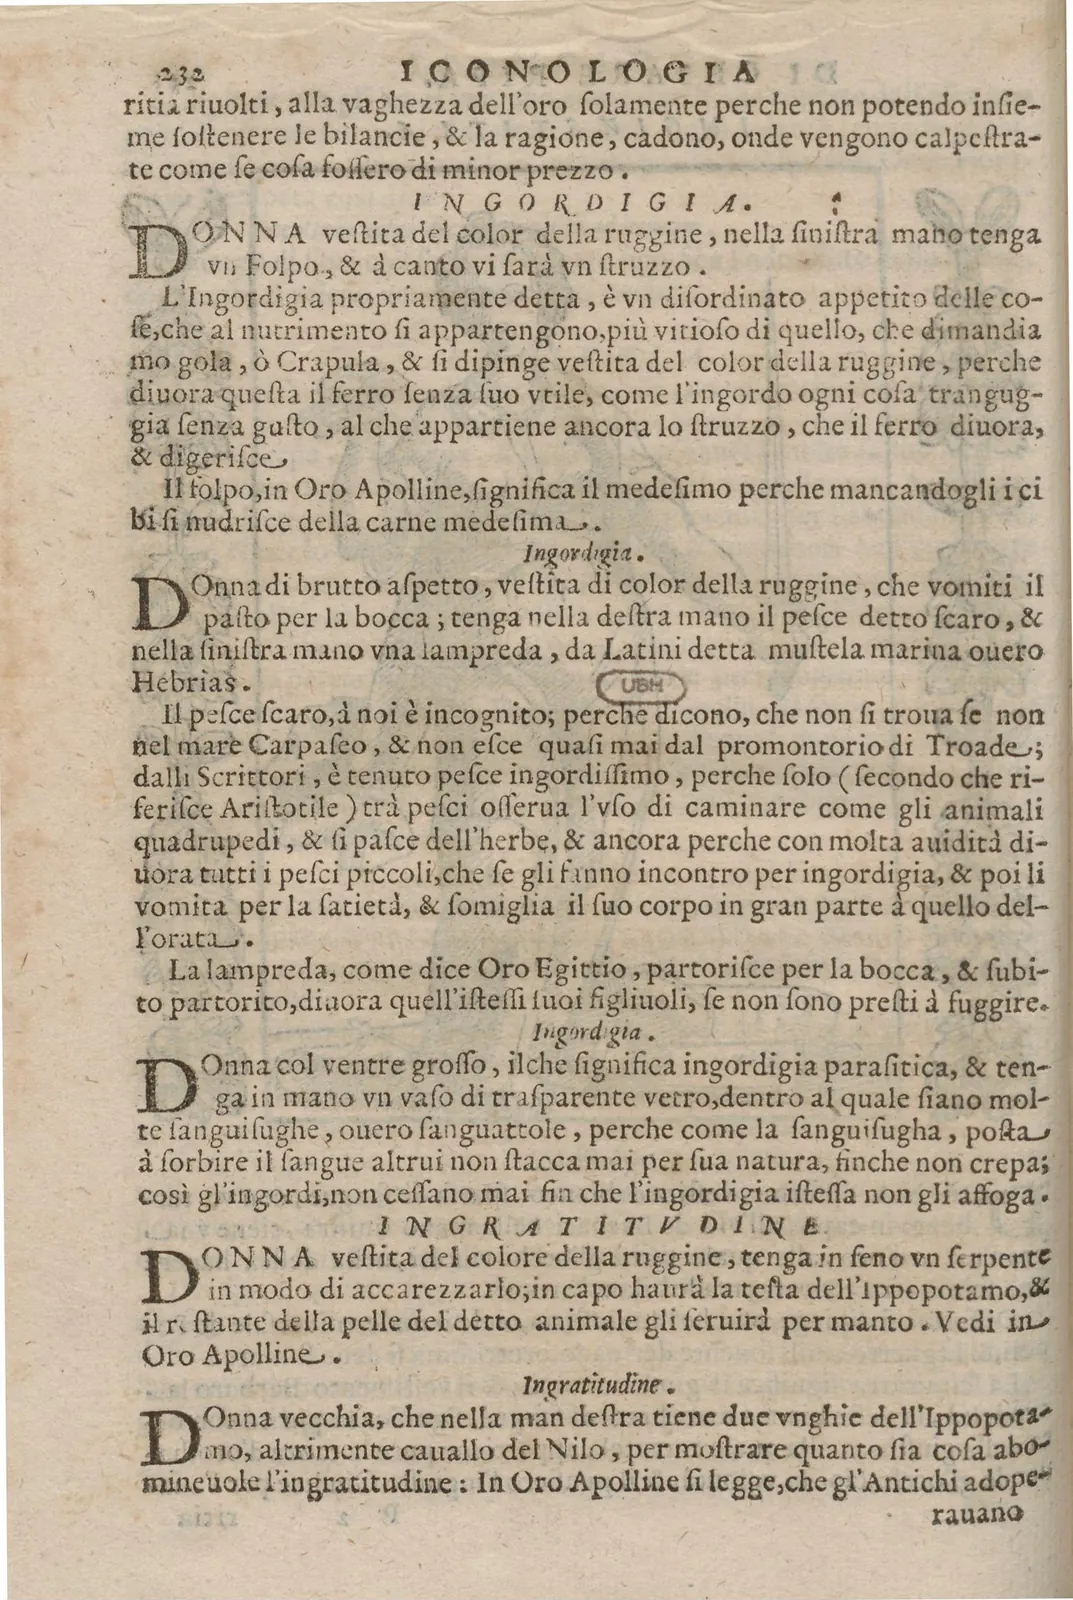 232 ICONOLOGIA
ritia riuolti, alla vaghezza dell'oro ſolamente perche non potendo inſie-
me ſoſtenere le bilancie, & la ragione, cadono, onde vengono calpeſtra-
te come ſe coſa foſſero di minor prezzo.
INGORDIGIA.
DONNA veſtita del color della ruggine, nella ſiniſtra mano tenga
vn Folpo, & à canto vi ſarà vn ſtruzzo.
L'Ingordigia propriamente detta, è vn diſordinato appetito delle co-
ſe, che al nutrimento ſi appartengono, più vitioſo di quello, che dimandia
mo gola, ò Crapula, & ſi dipinge veſtita del color della ruggine, perche
diuora queſta il ferro ſenza ſuo vtile, come l'ingordo ogni coſa trangug-
gia ſenza guſto, al che appartiene ancora lo ſtruzzo, che il ferro diuora,
& digeriſce
Il folpo, in Oro Apolline, ſignifica il medeſimo perche mancandogli i ci
bi ſi nudriſce della carne medeſima.
Ingordigia.
DOnna di brutto aſpetto, veſtita di color della ruggine, che vomiti il
paſto per la bocca; tenga nella deſtra mano il peſce detto ſcaro, &
nella ſiniſtra mano vna lampreda, da Latini detta muſtela marina ouero
Hebrias.
UBH
Il peſce ſcaro, à noi è incognito; perche dicono, che non ſi troua ſe non
nel mare Carpaſeo, & non eſce quaſi mai dal promontorio di Troade;
dalli Scrittori, è tenuto peſce ingordiſſimo, perche ſolo (ſecondo che ri-
feriſce Ariſtotile) trà peſci oſſerua l'vſo di caminare come gli animali
quadrupedi, & ſi paſce dell'herbe, & ancora perche con molta auidità di-
uora tutti i peſci piccoli, che ſe gli fanno incontro per ingordigia, & poi li
vomita per la ſatietà, & ſomiglia il ſuo corpo in gran parte à quello del-
l'orata.
La lampreda, come dice Oro Egittio, partoriſce per la bocca, & ſubi-
to partorito, diuora quell'iſteſſi ſuoi figliuoli, ſe non ſono preſti à fuggire.
Ingordigia.
DOnna col ventre groſſo, ilche ſignifica ingordigia paraſitica, & ten-
ga in mano vn vaſo di traſparente vetro, dentro al quale ſiano mol-
te ſanguiſughe, ouero ſanguattole, perche come la ſanguiſugha, poſta
à ſorbire il ſangue altrui non ſtacca mai per ſua natura, finche non crepa;
così gl'ingordi, non ceſſano mai fin che l'ingordigia iſteſſa non gli affoga.
INGRATITVDINE
DONNA veſtita del colore della ruggine, tenga in ſeno vn ſerpente
in modo di accarezzarlo; in capo haurà la teſta dell'Ippopotamo, &
il reſtante della pelle del detto animale gli ſeruirà per manto. Vedi in
Oro Apolline.
Ingratitudine.
DOnna vecchia, che nella man deſtra tiene due vnghie dell'Ippopota-
mo, altrimente cauallo del Nilo, per moſtrare quanto ſia coſa abo-
mineuole l'ingratitudine: In Oro Apolline ſi legge, che gl'Antichi adope-
rauano